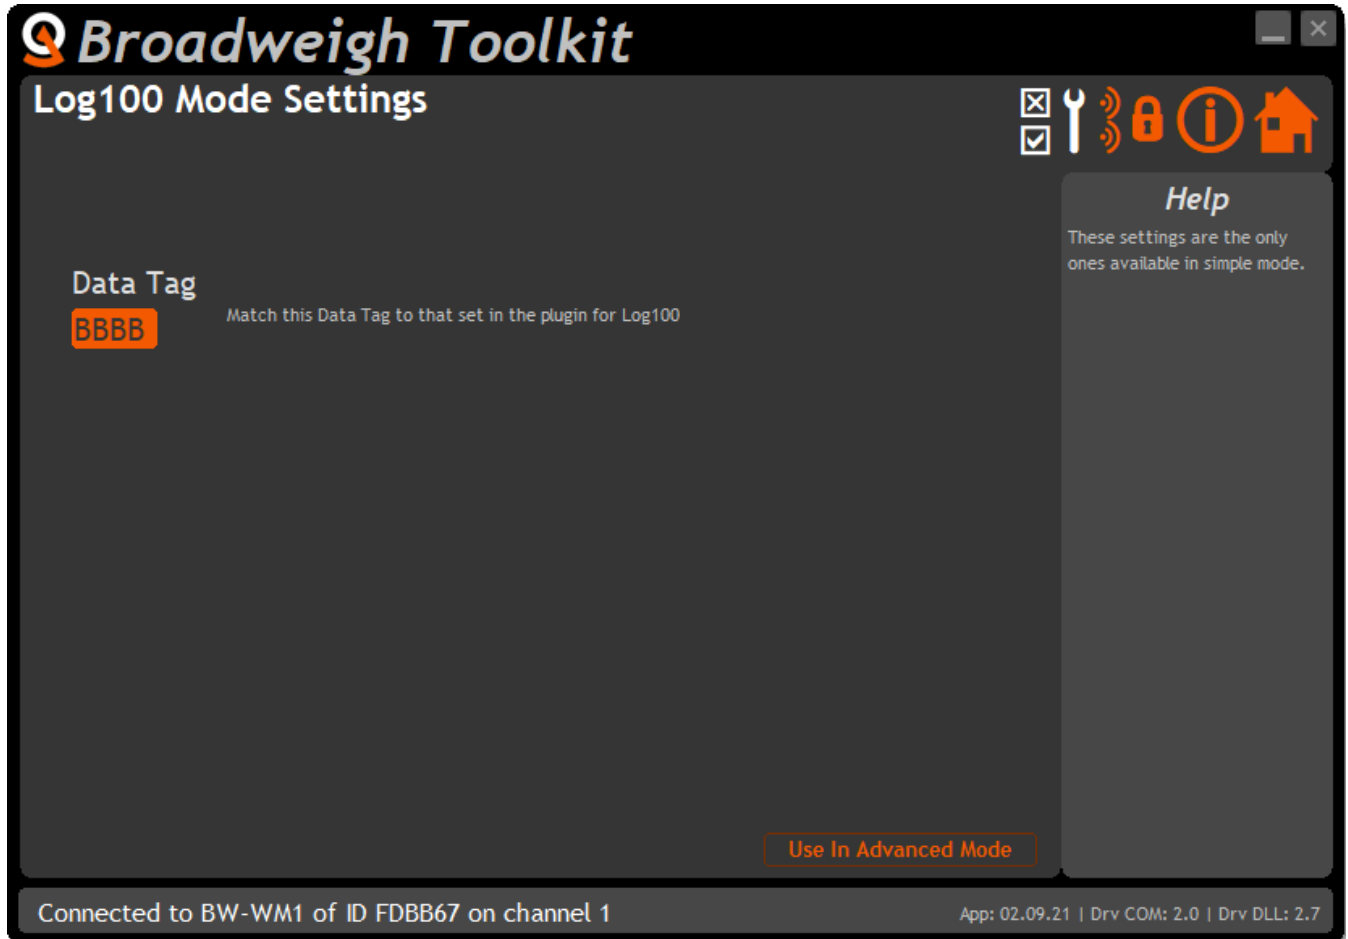 Broadweigh Toolkit
Log100 Mode Settings
Help
These settings are the only
ones available in simple mode.
Data Tag
BBBB
Match this Data Tag to that set in the plugin for Log100
Use In Advanced Mode
Connected to BW-WM1 of ID FDBB67 on channel 1
App: 02.09.21 | Drv COM: 2.0 | Drv DLL: 2.7